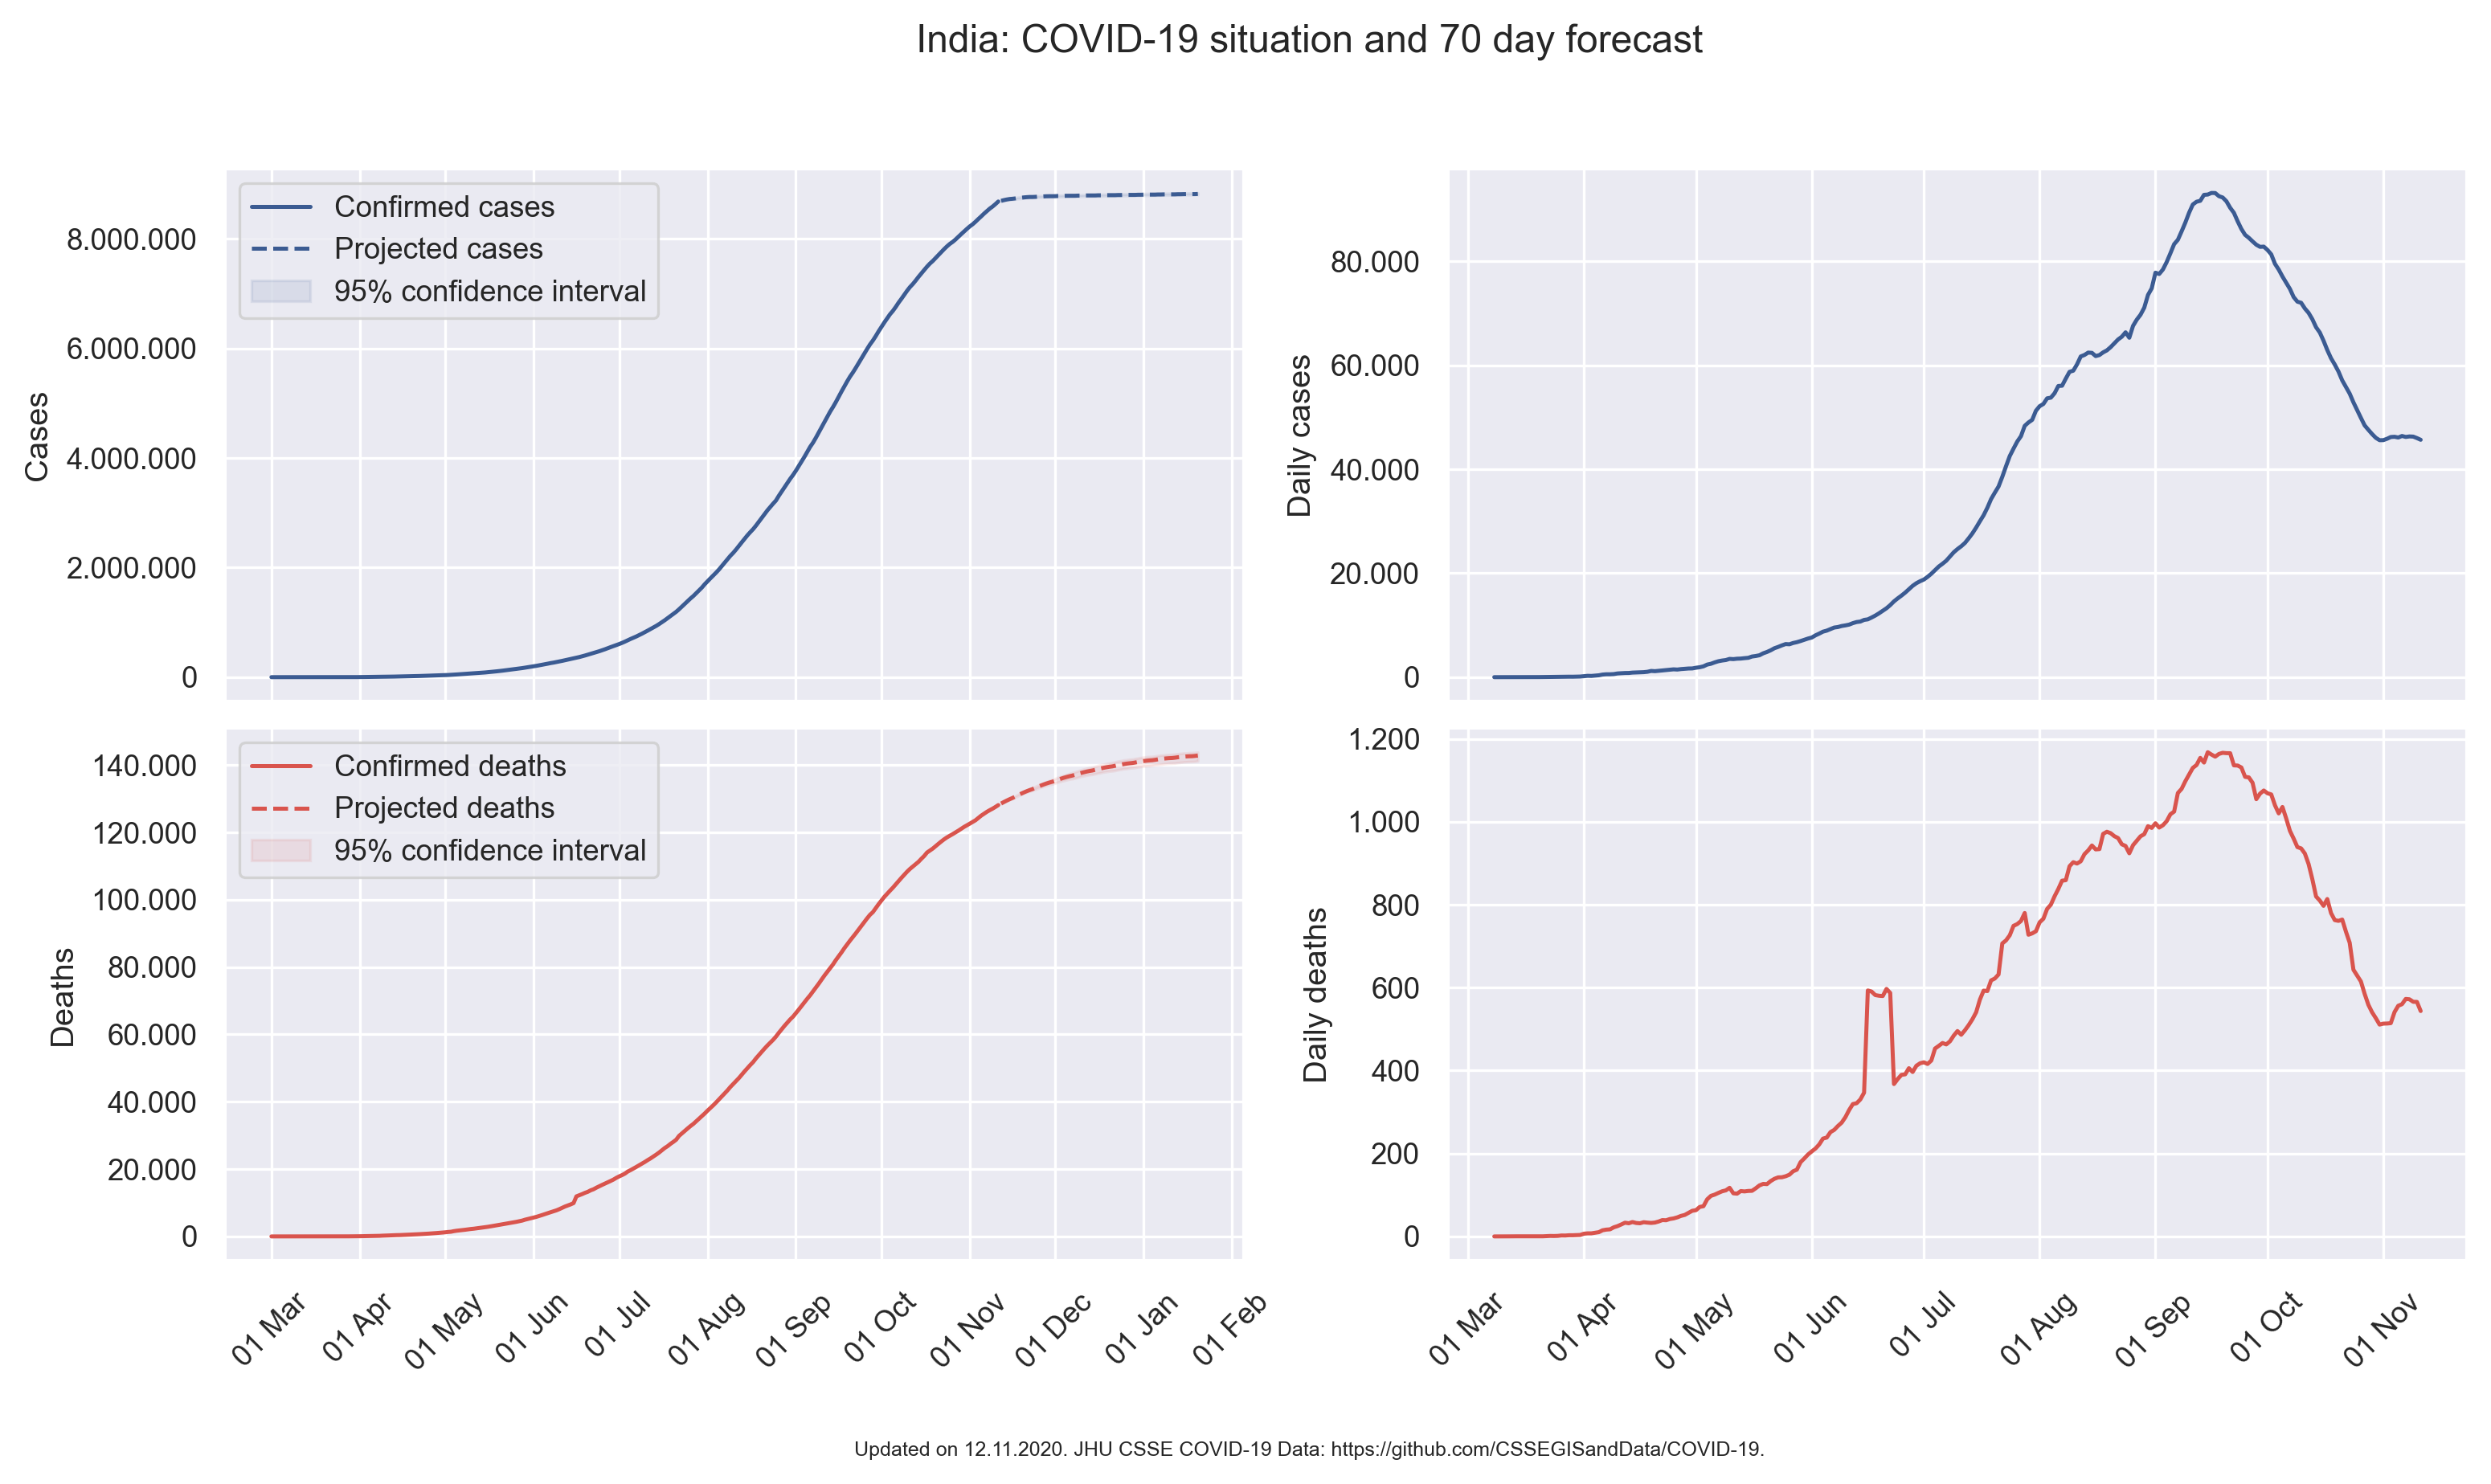 India: COVID-19 situation and 70 day forecast
Cases
8.000.000
6.000.000
4.000.000
2.000.000
0
Confirmed cases
Projected cases
95% confidence interval
Daily cases
80.000
60.000
40.000
20.000
0
Deaths
140.000
120.000
100.000
80.000
60.000
40.000
20.000
0
Confirmed deaths
Projected deaths
95% confidence interval
01 Mar
01 Apr
01 May
01 Jun
01 Jul
01 Aug
01 Sep
01 Oct
01 Nov
01 Dec
01 Jan
01 Feb
Daily deaths
1.200
1.000
800
600
400
200
0
01 Mar
01 Apr
01 May
01 Jun
01 Jul
01 Aug
01 Sep
01 Oct
01 Nov
Updated on 12.11.2020. JHU CSSE COVID-19 Data: https://github.com/CSSEGISandData/COVID-19.